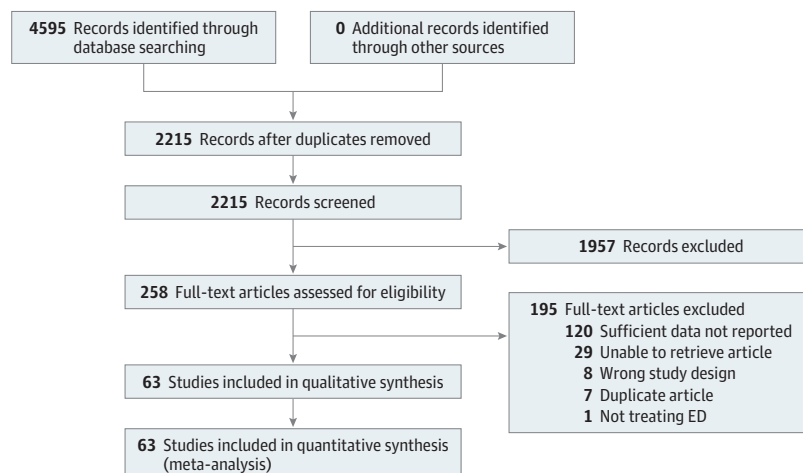 4595 Records identified through
database searching
0 Additional records identified
through other sources
2215 Records after duplicates removed
2215 Records screened
1957 Records excluded
258 Full-text articles assessed for eligibility
195 Full-text articles excluded
120 Sufficient data not reported
29 Unable to retrieve article
8 Wrong study design
7 Duplicate article
1 Not treating ED
63 Studies included in qualitative synthesis
63 Studies included in quantitative synthesis
(meta-analysis)